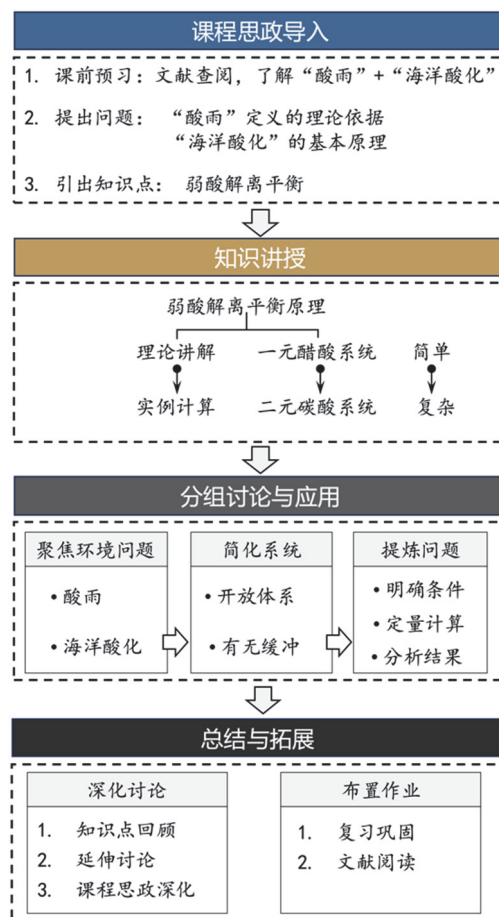 课程思政导入
1. 课前预习：文献查阅，了解“酸雨”+“海洋酸化”
2. 提出问题： “酸雨”定义的理论依据
“海洋酸化”的基本原理
3. 引出知识点： 弱酸解离平衡
知识讲授
弱酸解离平衡原理
理论讲解 一元醋酸系统 简单
实例计算 二元碳酸系统 复杂
分组讨论与应用
聚焦环境问题 简化系统 提炼问题
•酸雨 •开放体系 •明确条件
•定量计算
•海洋酸化 •有无缓冲
•分析结果
总结与拓展
深化讨论 布置作业
1. 知识点回顾 1. 复习巩固
2. 延伸讨论 2. 文献阅读
3. 课程思政深化